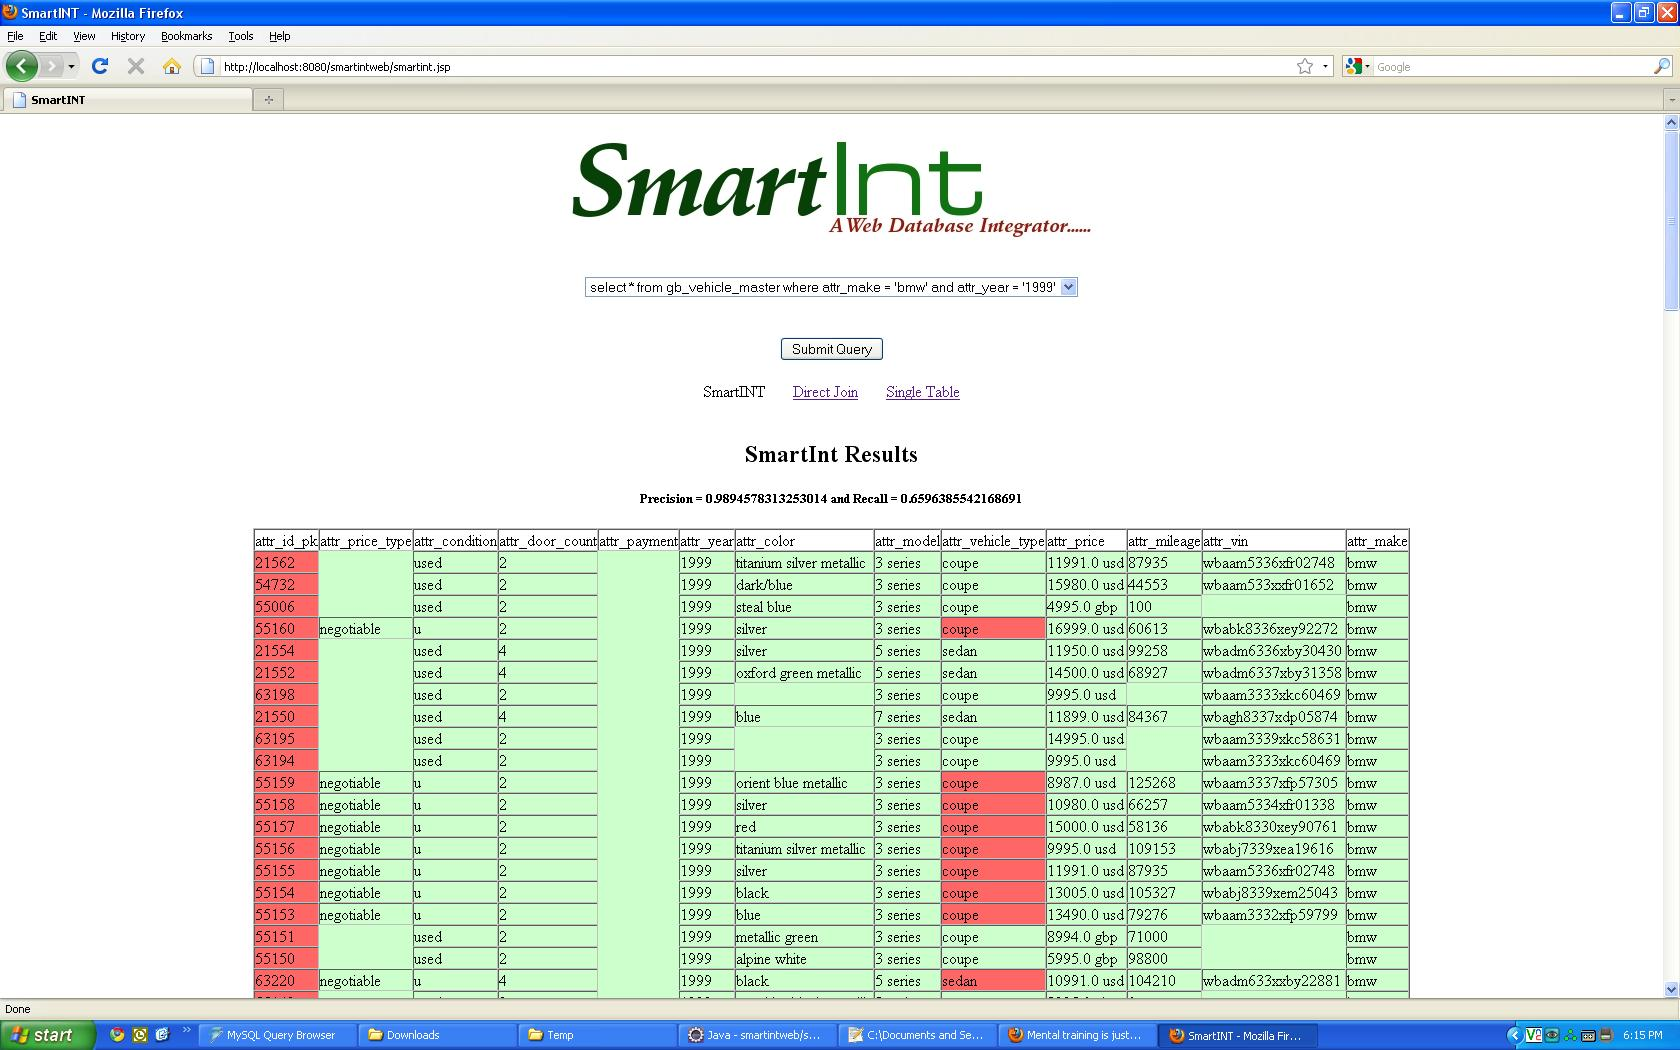 SmartINT - Mozilla Firefox
File Edit View History Bookmarks Tools Help
http://localhost:8080/smartintweb/smartint.jsp Google
SmartINT
SmartInt
A Web Database Integrator......
select * from gb_vehicle_master where attr_make = 'bmw' and attr_year = '1999'
Submit Query
SmartINT Direct Join Single Table
SmartInt Results
Precision = 0.9894578313253014 and Recall = 0.6596385542168691
attr_id_pk attr_price_type attr_condition attr_door_count attr_payment attr_year attr_color attr_model attr_vehicle_type attr_price attr_mileage attr_vin attr_make
21562 used 2 1999 titanium silver metallic 3 series coupe 11991.0 usd 87935 wbaam5336xfr02748 bmw
54732 used 2 1999 dark/blue 3 series coupe 15980.0 usd 44553 wbaam533xxfr01652 bmw
55006 used 2 1999 steal blue 3 series coupe 4995.0 gbp 100 bmw
55160 negotiable u 2 1999 silver 3 series coupe 16999.0 usd 60613 wbabk8336xey92272 bmw
21554 used 4 1999 silver 5 series sedan 11950.0 usd 99258 wbadm6336xby30430 bmw
21552 used 4 1999 oxford green metallic 5 series sedan 14500.0 usd 68927 wbadm6337xby31358 bmw
63198 used 2 1999 3 series coupe 9995.0 usd wbaam3333xkc60469 bmw
21550 used 4 1999 blue 7 series sedan 11899.0 usd 84367 wbagh8337xdp05874 bmw
63195 used 2 1999 3 series coupe 14995.0 usd wbaam3339xkc58631 bmw
63194 used 2 1999 3 series coupe 9995.0 usd wbaam3333xkc60469 bmw
55159 negotiable u 2 1999 orient blue metallic 3 series coupe 8987.0 usd 125268 wbaam3337xfp57305 bmw
55158 negotiable u 2 1999 silver 3 series coupe 10980.0 usd 66257 wbaam5334xfr01338 bmw
55157 negotiable u 2 1999 red 3 series coupe 15000.0 usd 58136 wbabk8330xey90761 bmw
55156 negotiable u 2 1999 titanium silver metallic 3 series coupe 9995.0 usd 109153 wbabj7339xea19616 bmw
55155 negotiable u 2 1999 silver 3 series coupe 11991.0 usd 87935 wbaam5336xfr02748 bmw
55154 negotiable u 2 1999 black 3 series coupe 13005.0 usd 105327 wbabj8339xem25043 bmw
55153 negotiable u 2 1999 blue 3 series coupe 13490.0 usd 79276 wbaam3332xfp59799 bmw
55151 used 2 1999 metallic green 3 series coupe 8994.0 gbp 71000 bmw
55150 used 2 1999 alpine white 3 series coupe 5995.0 gbp 98800 bmw
63220 negotiable u 4 1999 black 5 series sedan 10991.0 usd 104210 wbadm633xxby22881 bmw
Done
start MySQL Query Browser Downloads Temp Java - smartintweb/s... C:\Documents and Se... Mental training is just... SmartINT - Mozilla Fir... 6:15 PM